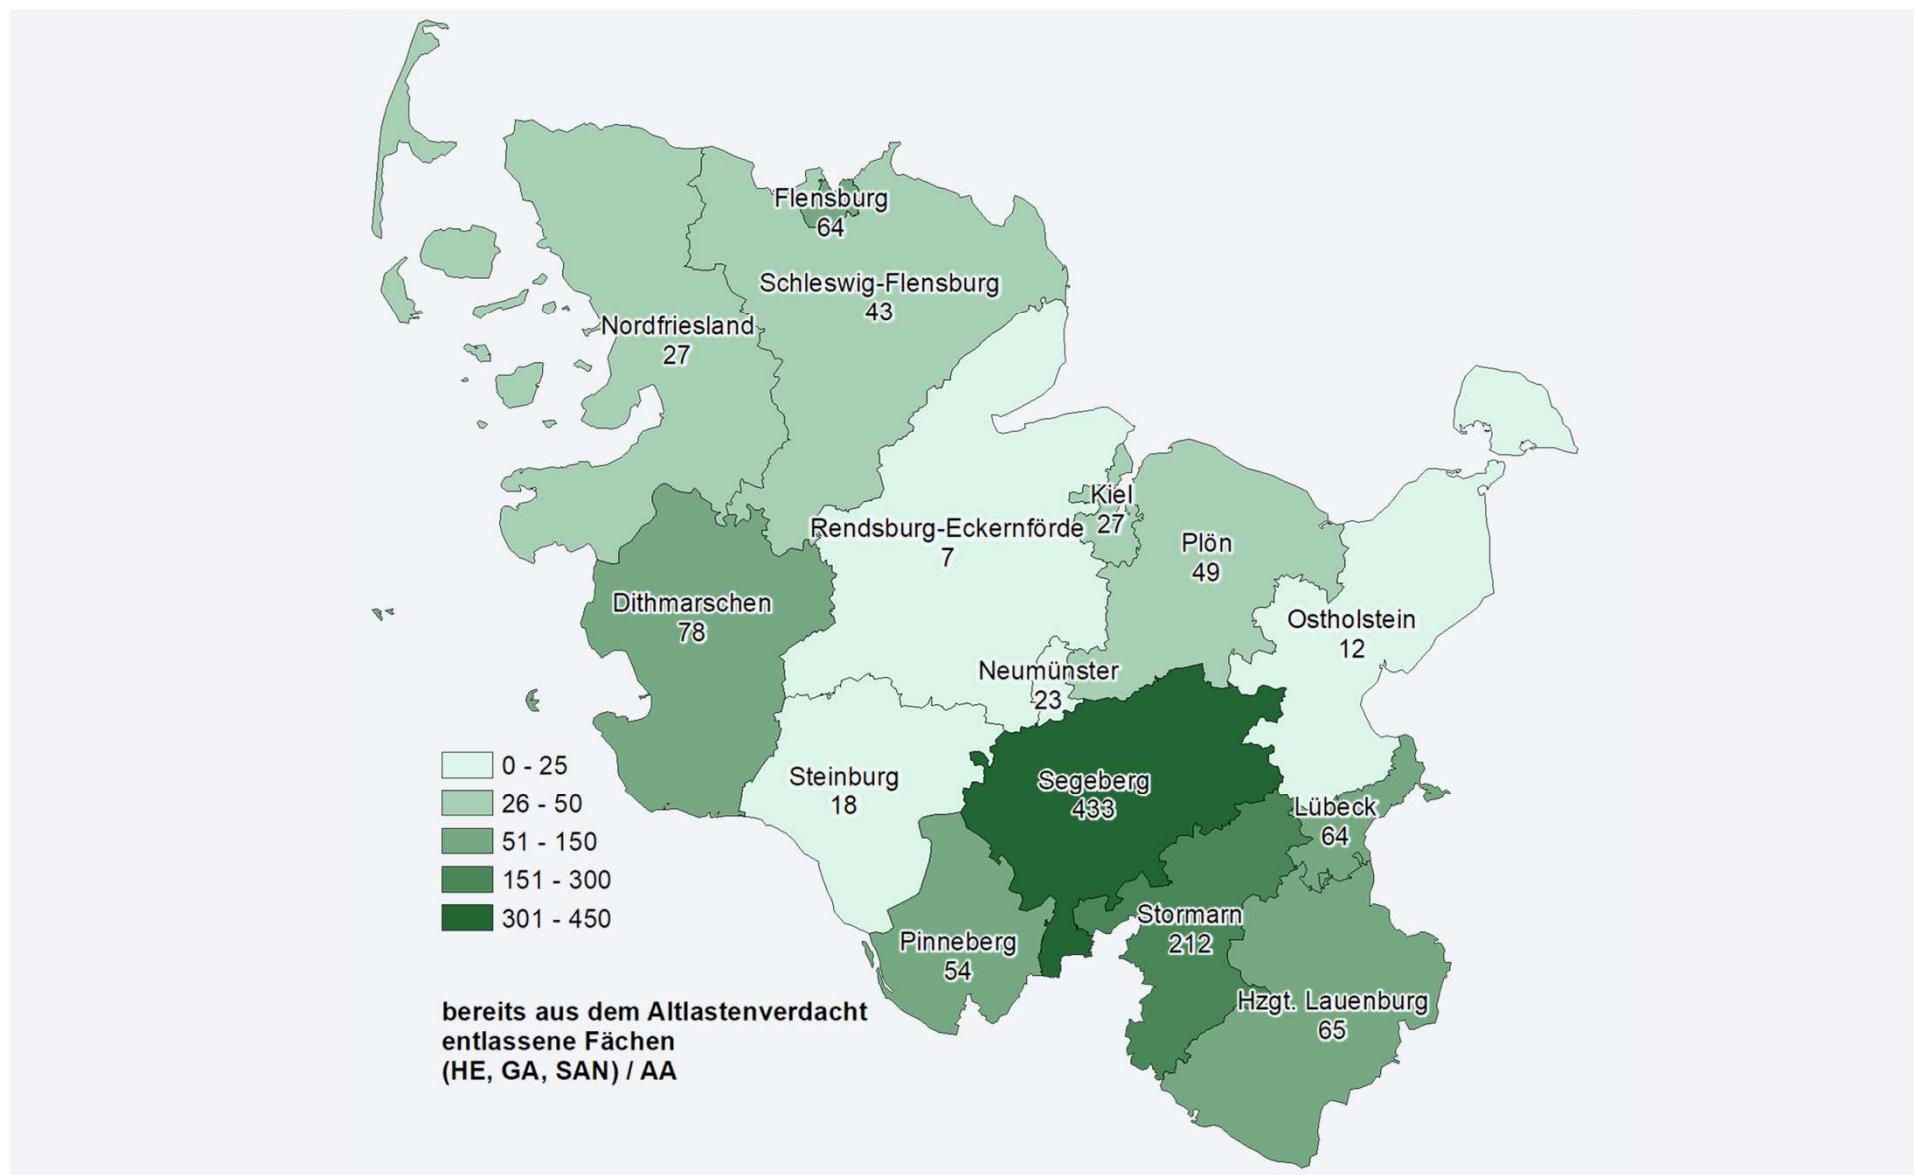 Flensburg
64
Schleswig-Flensburg
43
Nordfriesland
27
Kiel
27
Rendsburg-Eckernförde
7
Plön
49
Dithmarschen
78
Ostholstein
12
Neumünster
23
Steinburg
18
Segeberg
433
Lübeck
64
Stormarn
212
Pinneberg
54
Hzgt. Lauenburg
65
0 - 25
26 - 50
51 - 150
151 - 300
301 - 450
bereits aus dem Altlastenverdacht
entlassene Fächen
(HE, GA, SAN) / AA